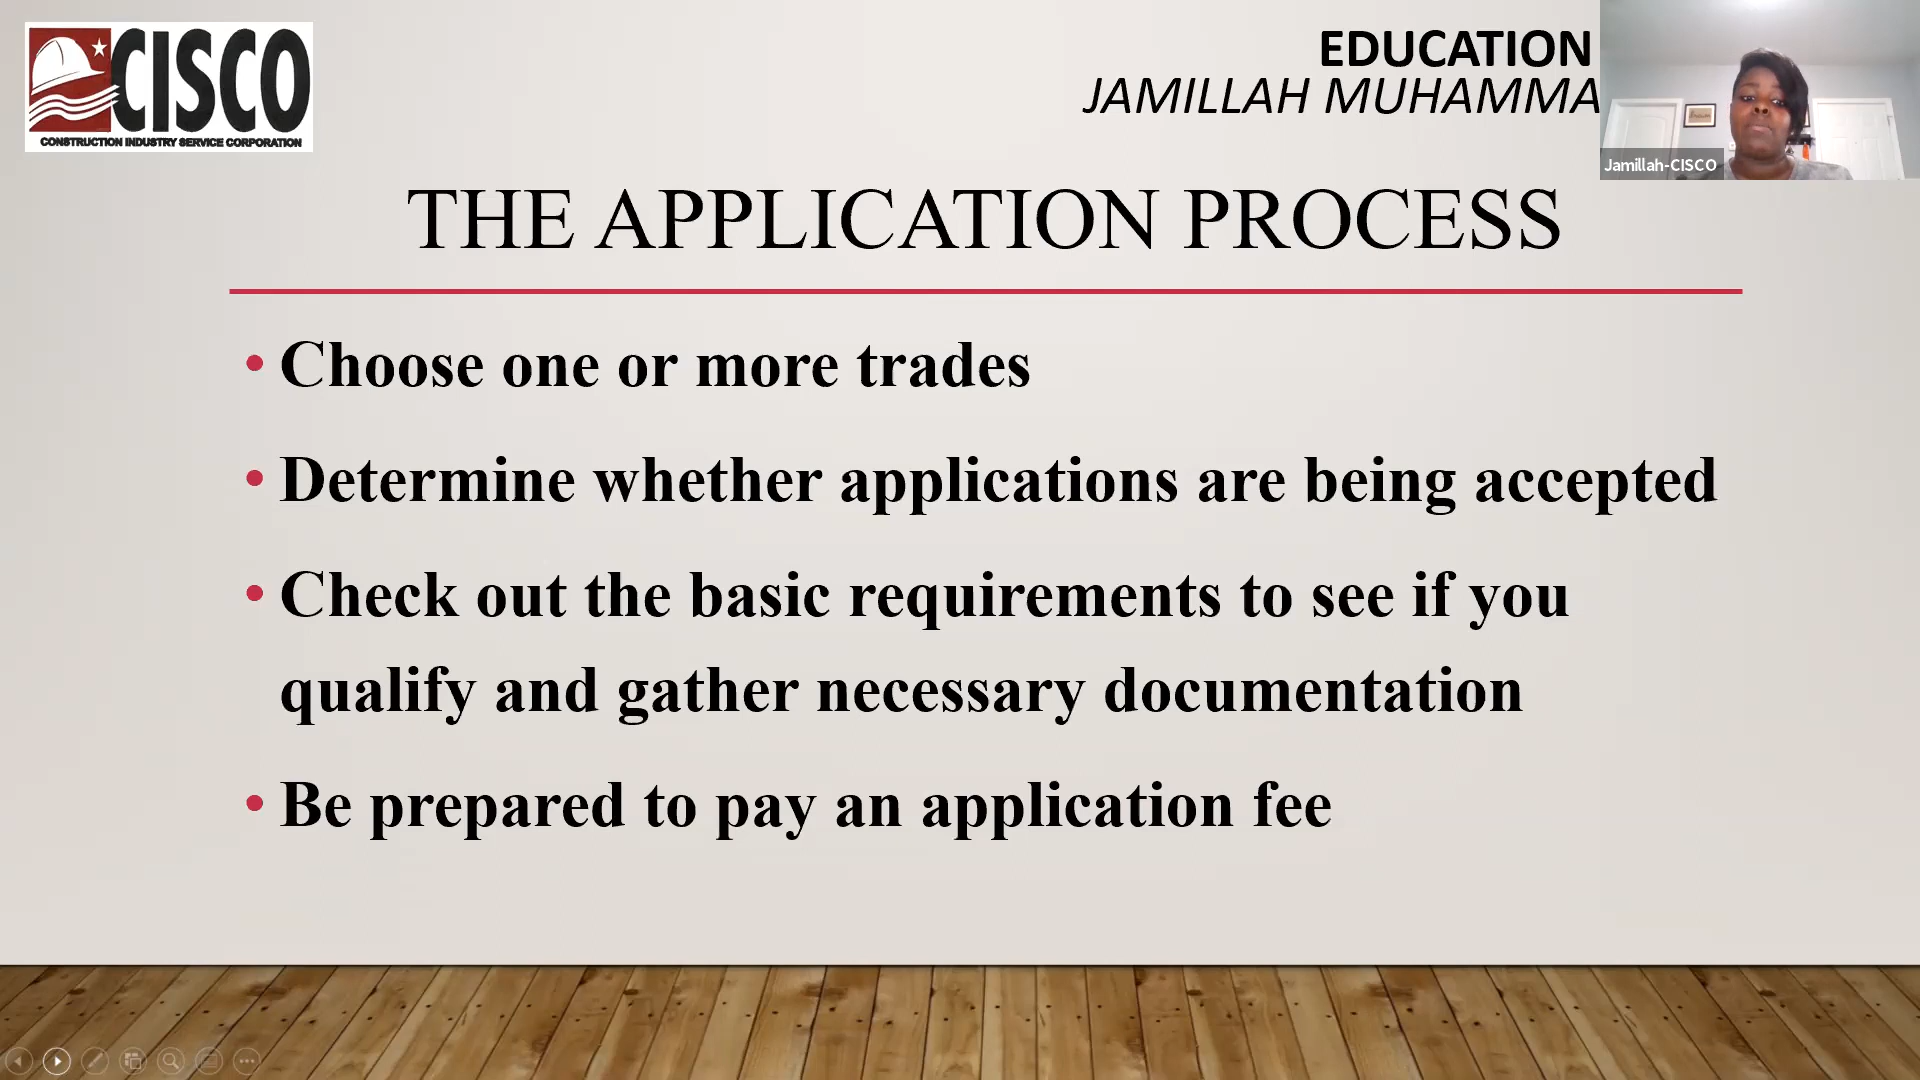 CISCO
CONSTRUCTION INDUSTRY SERVICE CORPORATION
EDUCATION
JAMILLAH MUHAMMA
Jamillah-CISCO
THE APPLICATION PROCESS
• Choose one or more trades
• Determine whether applications are being accepted
• Check out the basic requirements to see if you
qualify and gather necessary documentation
• Be prepared to pay an application fee